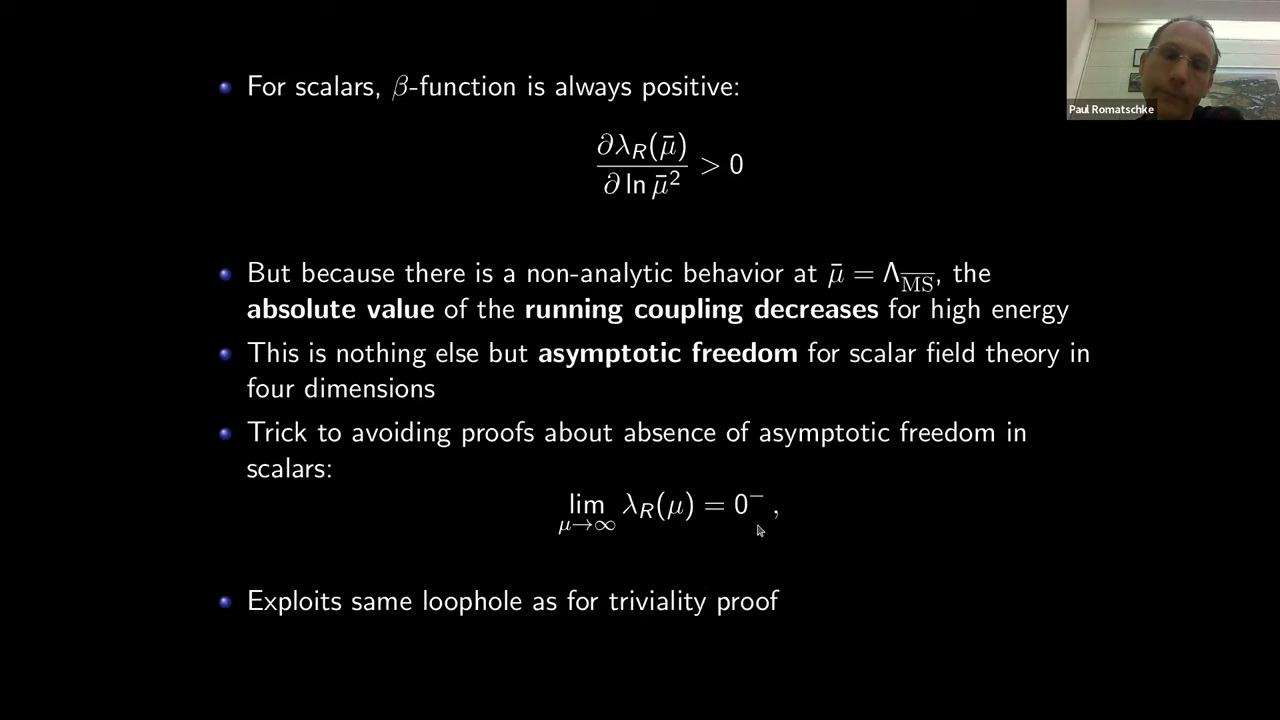 For scalars, β-function is always positive:
∂λ_R(μ̄)
∂ ln μ̄² > 0
But because there is a non-analytic behavior at μ̄ = Λ_M̅S̅, the
absolute value of the running coupling decreases for high energy
This is nothing else but asymptotic freedom for scalar field theory in
four dimensions
Trick to avoiding proofs about absence of asymptotic freedom in
scalars:
lim λ_R(μ) = 0⁻ ,
μ→∞
Exploits same loophole as for triviality proof
Paul Romatschke